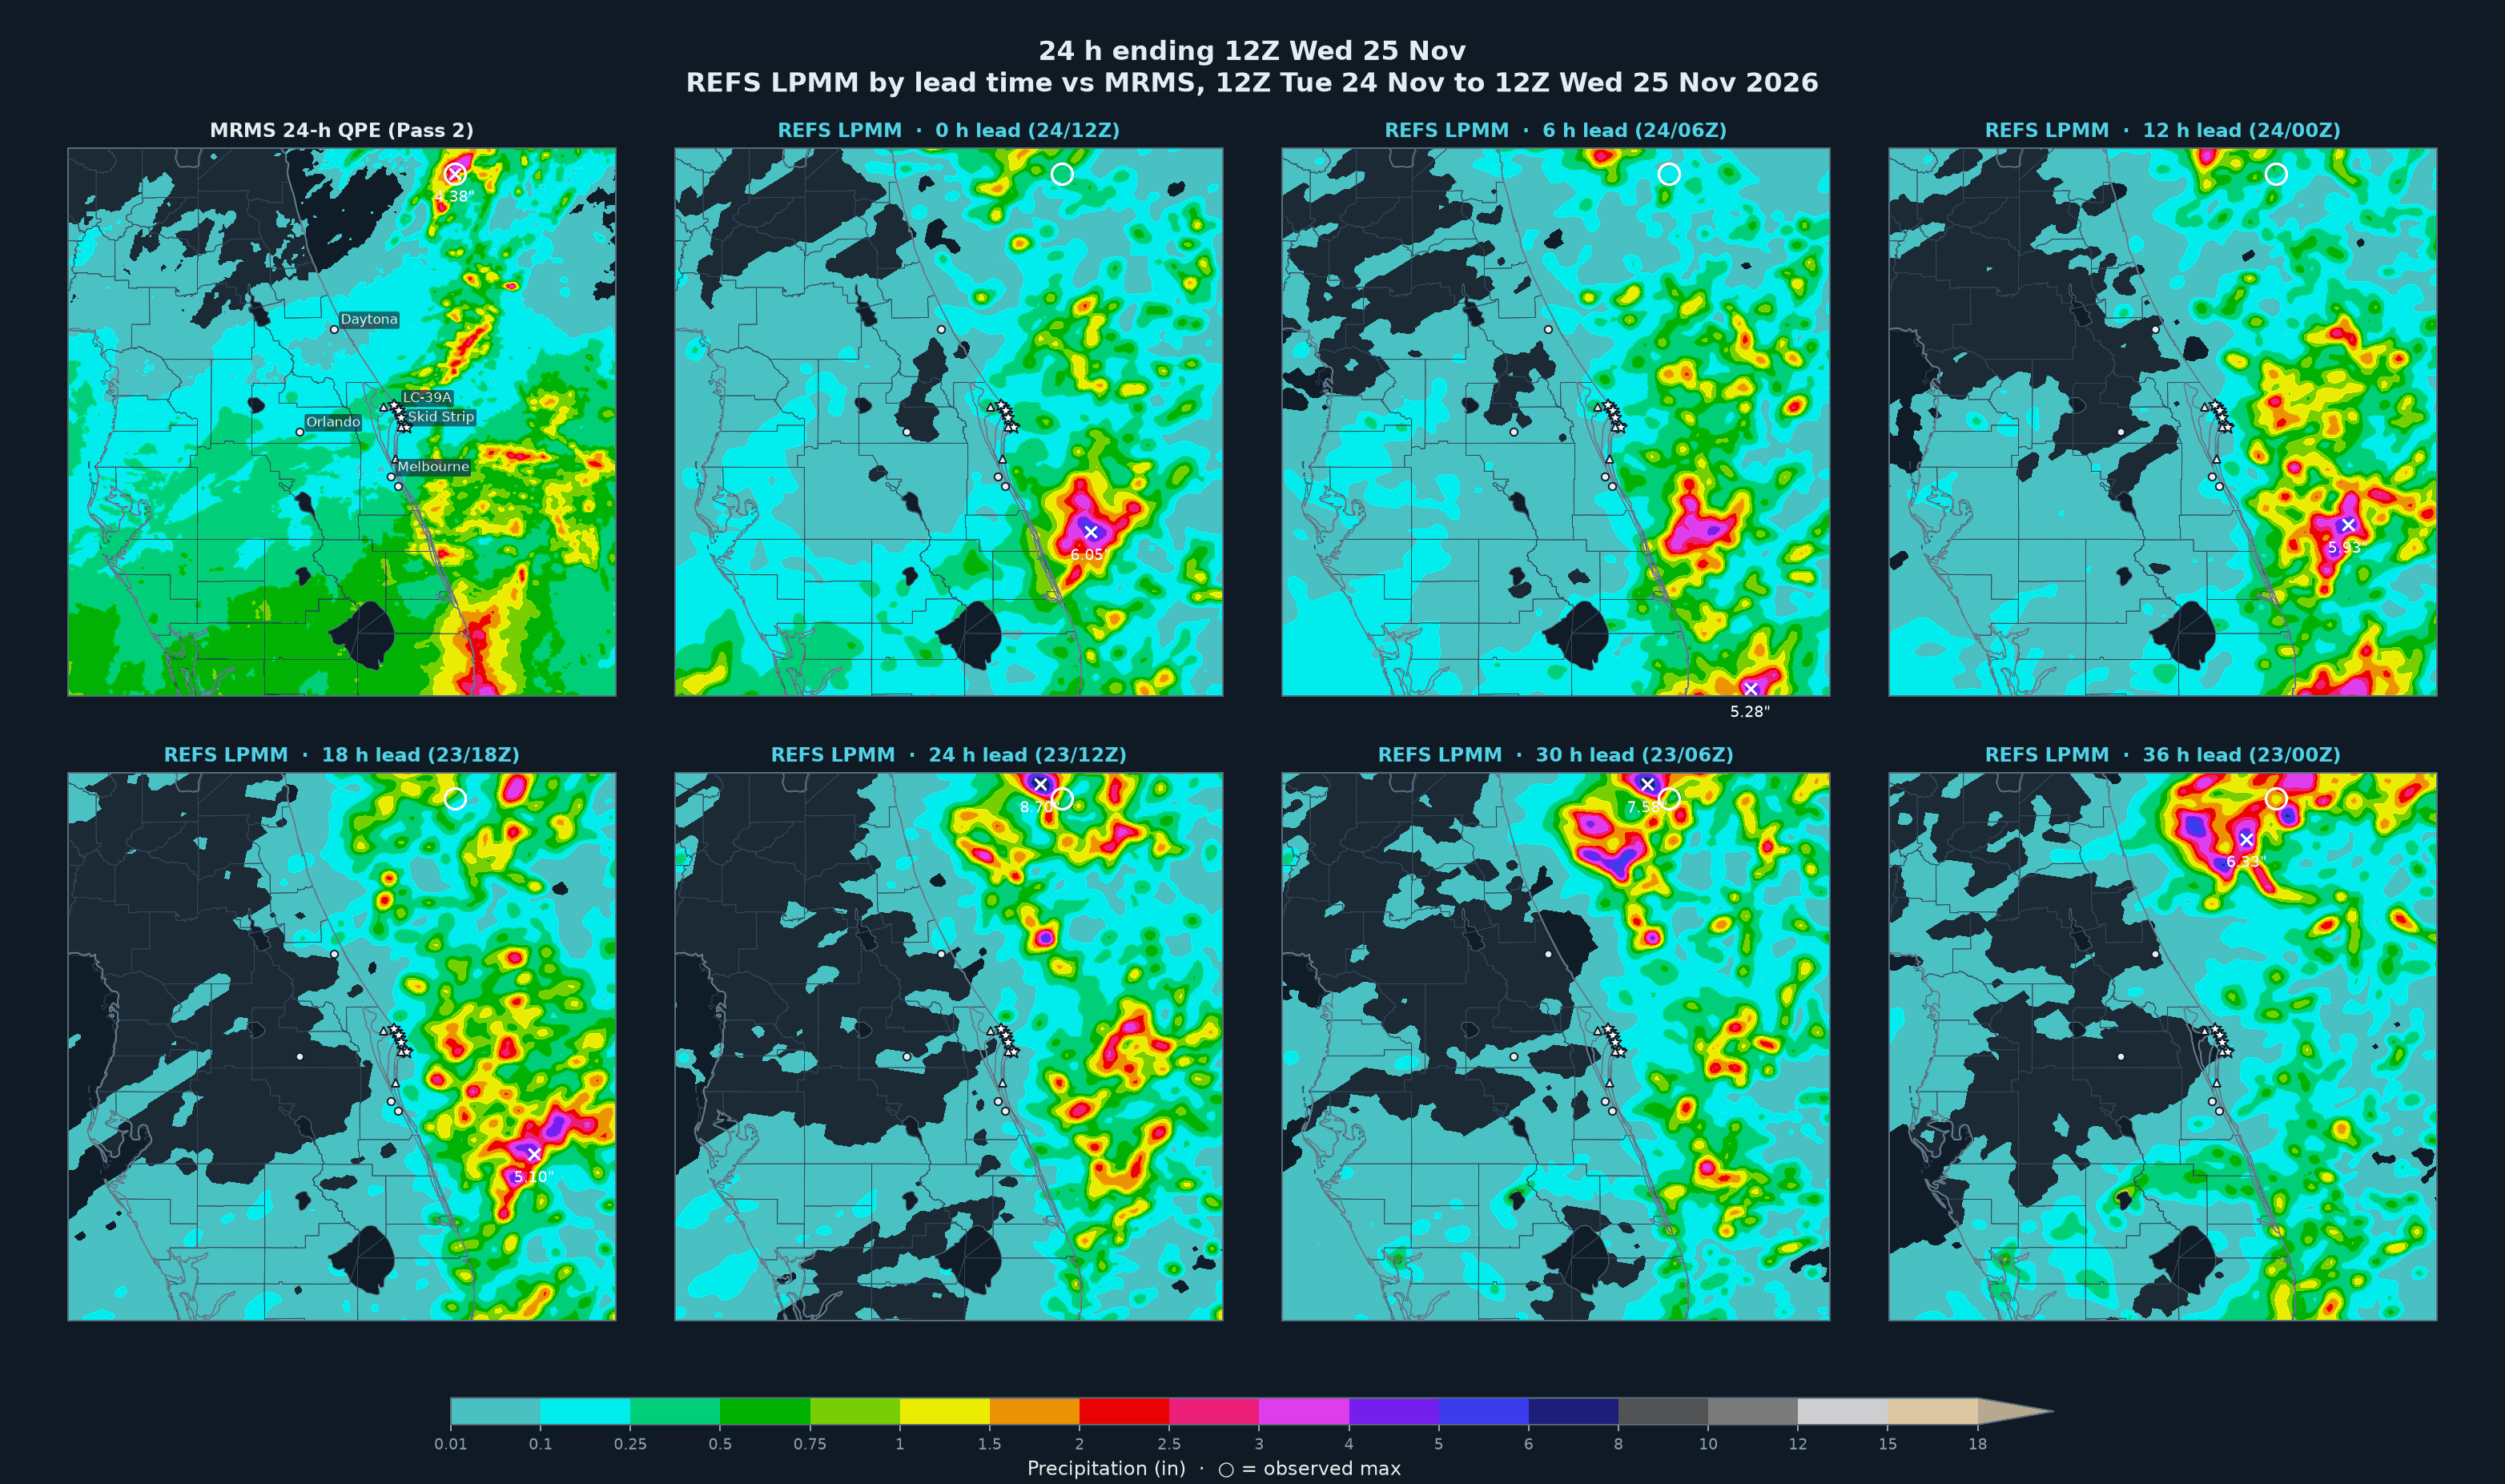 24 h ending 12Z Wed 25 Nov
REFS LPMM by lead time vs MRMS, 12Z Tue 24 Nov to 12Z Wed 25 Nov 2026
MRMS 24-h QPE (Pass 2)
REFS LPMM · 0 h lead (24/12Z)
REFS LPMM · 6 h lead (24/06Z)
REFS LPMM · 12 h lead (24/00Z)
4.38"
Daytona
LC-39A
Skid Strip
Orlando
Melbourne
6.05"
5.28"
5.93"
REFS LPMM · 18 h lead (23/18Z)
REFS LPMM · 24 h lead (23/12Z)
REFS LPMM · 30 h lead (23/06Z)
REFS LPMM · 36 h lead (23/00Z)
5.10"
8.70"
7.58"
6.33"
0.01 0.1 0.25 0.5 0.75 1 1.5 2 2.5 3 4 5 6 8 10 12 15 18
Precipitation (in) · ○ = observed max